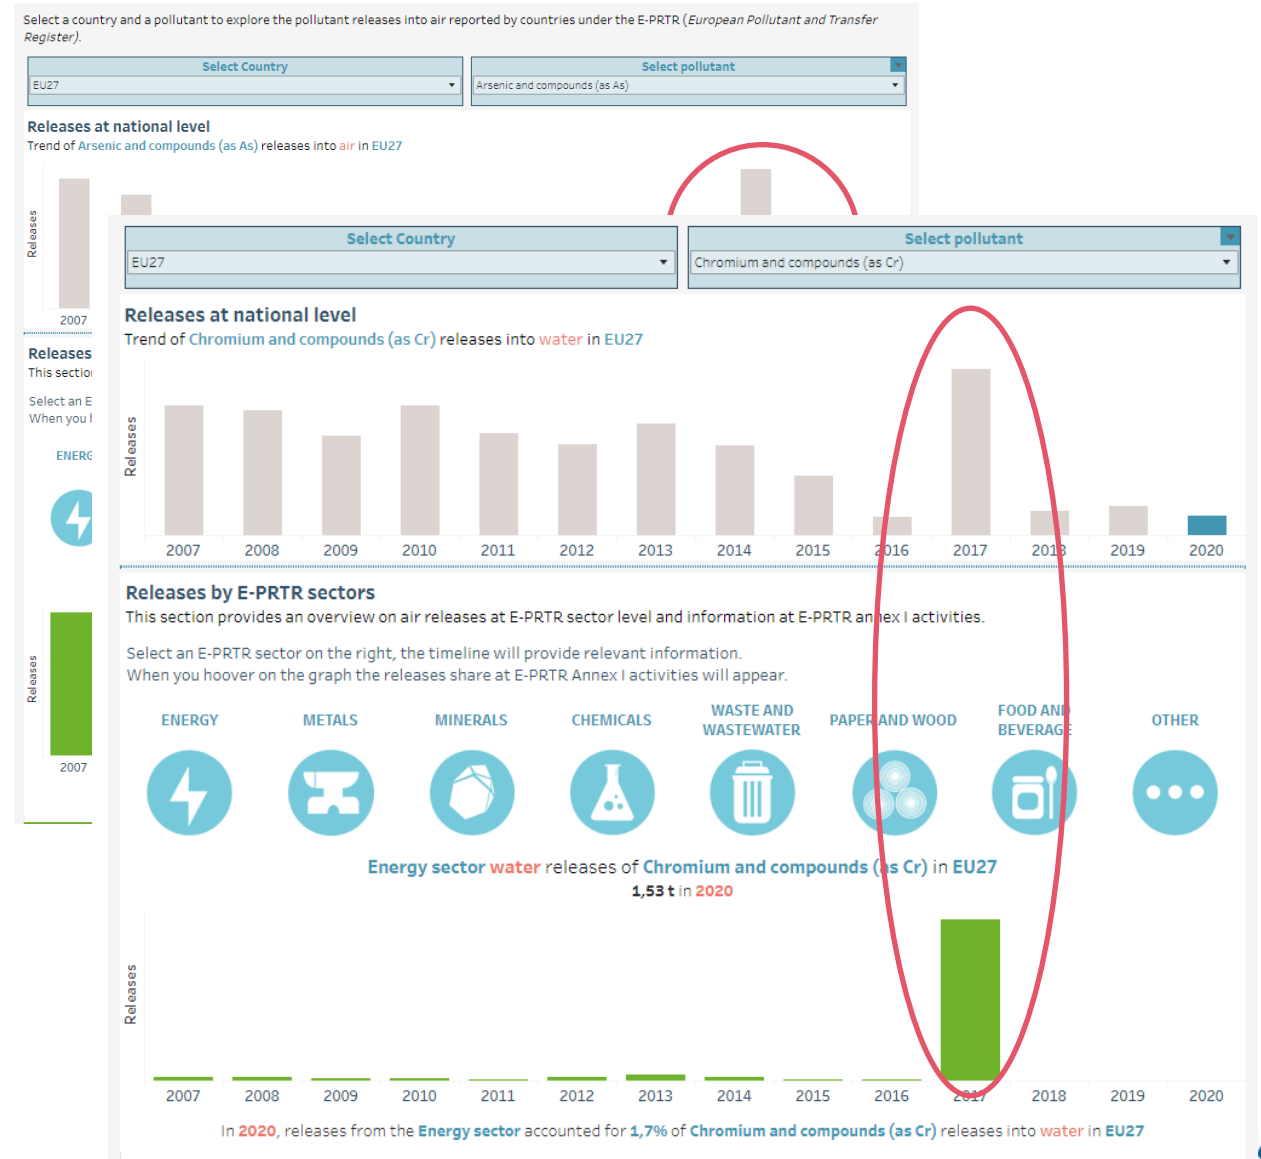 Select a country and a pollutant to explore the pollutant releases into air reported by countries under the E-PRTR (European Pollutant and Transfer
Register).
Select Country
Select pollutant
EU27
Arsenic and compounds (as As)
Releases at national level
Trend of Arsenic and compounds (as As) releases into air in EU27
Releases
2007
Releases
This section
Select an E
When you h
ENERG
Releases
2007
Select Country
Select pollutant
EU27
Chromium and compounds (as Cr)
Releases at national level
Trend of Chromium and compounds (as Cr) releases into water in EU27
Releases
2007 2008 2009 2010 2011 2012 2013 2014 2015 2016 2017 2018 2019 2020
Releases by E-PRTR sectors
This section provides an overview on air releases at E-PRTR sector level and information at E-PRTR annex I activities.
Select an E-PRTR sector on the right, the timeline will provide relevant information.
When you hoover on the graph the releases share at E-PRTR Annex I activities will appear.
ENERGY
METALS
MINERALS
CHEMICALS
WASTE AND
WASTEWATER
PAPER AND WOOD
FOOD AND
BEVERAGE
OTHER
Energy sector water releases of Chromium and compounds (as Cr) in EU27
1,53 t in 2020
Releases
2007 2008 2009 2010 2011 2012 2013 2014 2015 2016 2017 2018 2019 2020
In 2020, releases from the Energy sector accounted for 1,7% of Chromium and compounds (as Cr) releases into water in EU27